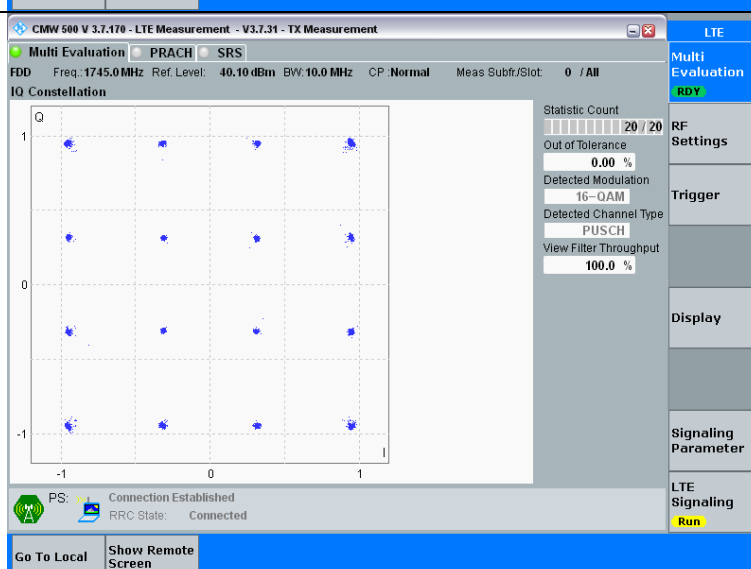 CMW 500 V 3.7.170 - LTE Measurement - V3.7.31 - TX Measurement
LTE
Multi Evaluation PRACH SRS
FDD Freq.:1745.0 MHz Ref. Level: 40.10 dBm BW: 10.0 MHz CP :Normal Meas Subfr./Slot: 0 / All
IQ Constellation
Q
1
0
-1
-1 0 1
I
Statistic Count
20 / 20
Out of Tolerance
0.00 %
Detected Modulation
16-QAM
Detected Channel Type
PUSCH
View Filter Throughput
100.0 %
Multi
Evaluation
RDY
RF
Settings
Trigger
Display
Signaling
Parameter
LTE
Signaling
Run
PS: Connection Established
RRC State: Connected
Go To Local
Show Remote
Screen